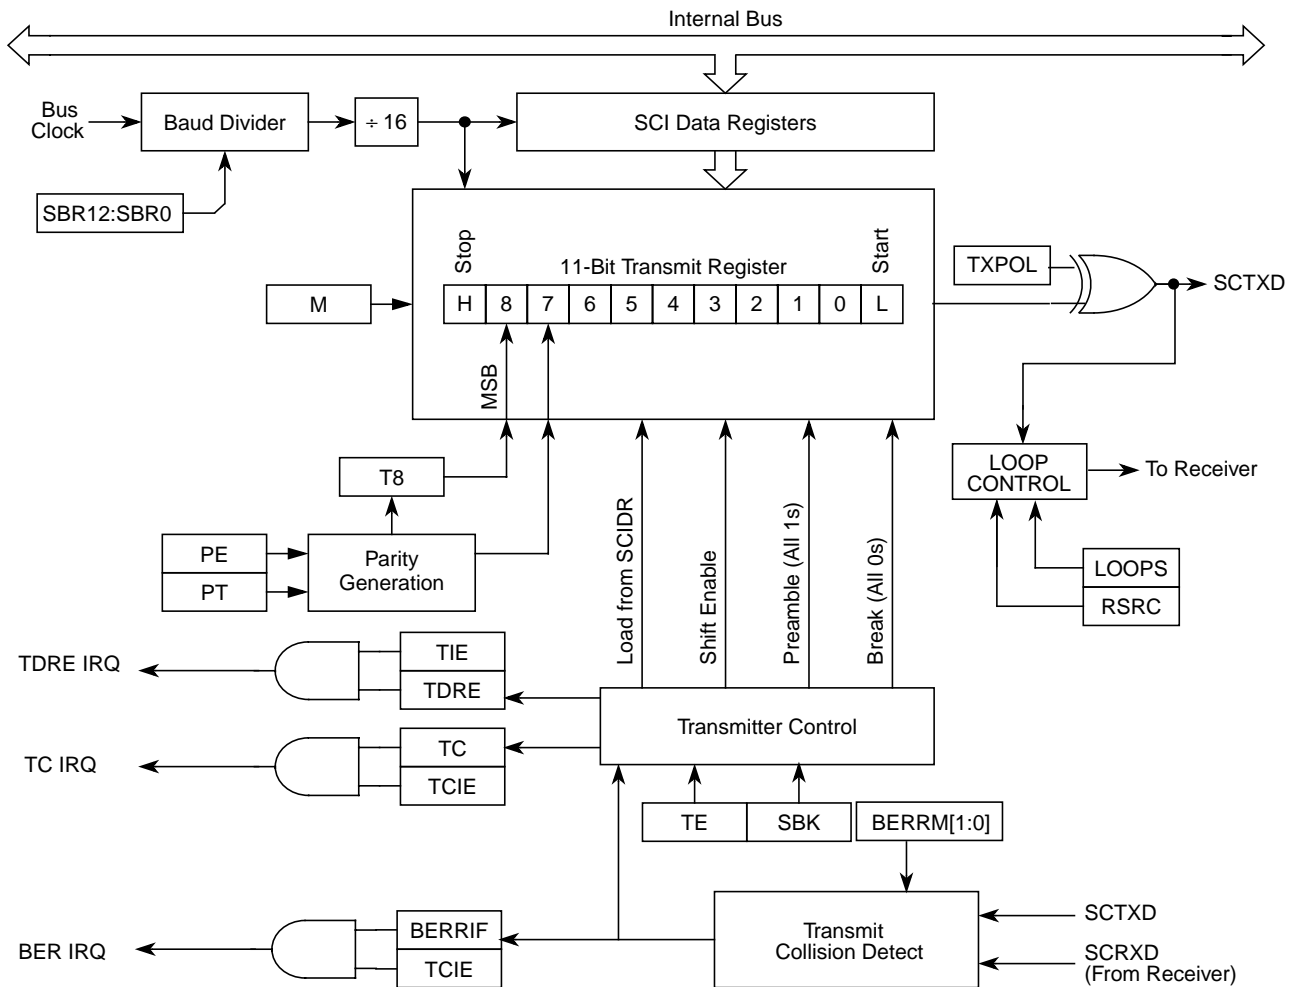 Internal Bus
Bus
Clock
Baud Divider
÷ 16
SCI Data Registers
SBR12:SBR0
Stop
11-Bit Transmit Register
Start
M
H 8 7 6 5 4 3 2 1 0 L
TXPOL
SCTXD
MSB
T8
LOOP
CONTROL
To Receiver
PE
PT
Parity
Generation
Load from SCIDR
Shift Enable
Preamble (All 1s)
Break (All 0s)
LOOPS
RSRC
TDRE IRQ
TIE
TDRE
Transmitter Control
TC IRQ
TC
TCIE
TE
SBK
BERRM[1:0]
BER IRQ
BERRIF
TCIE
Transmit
Collision Detect
SCTXD
SCRXD
(From Receiver)